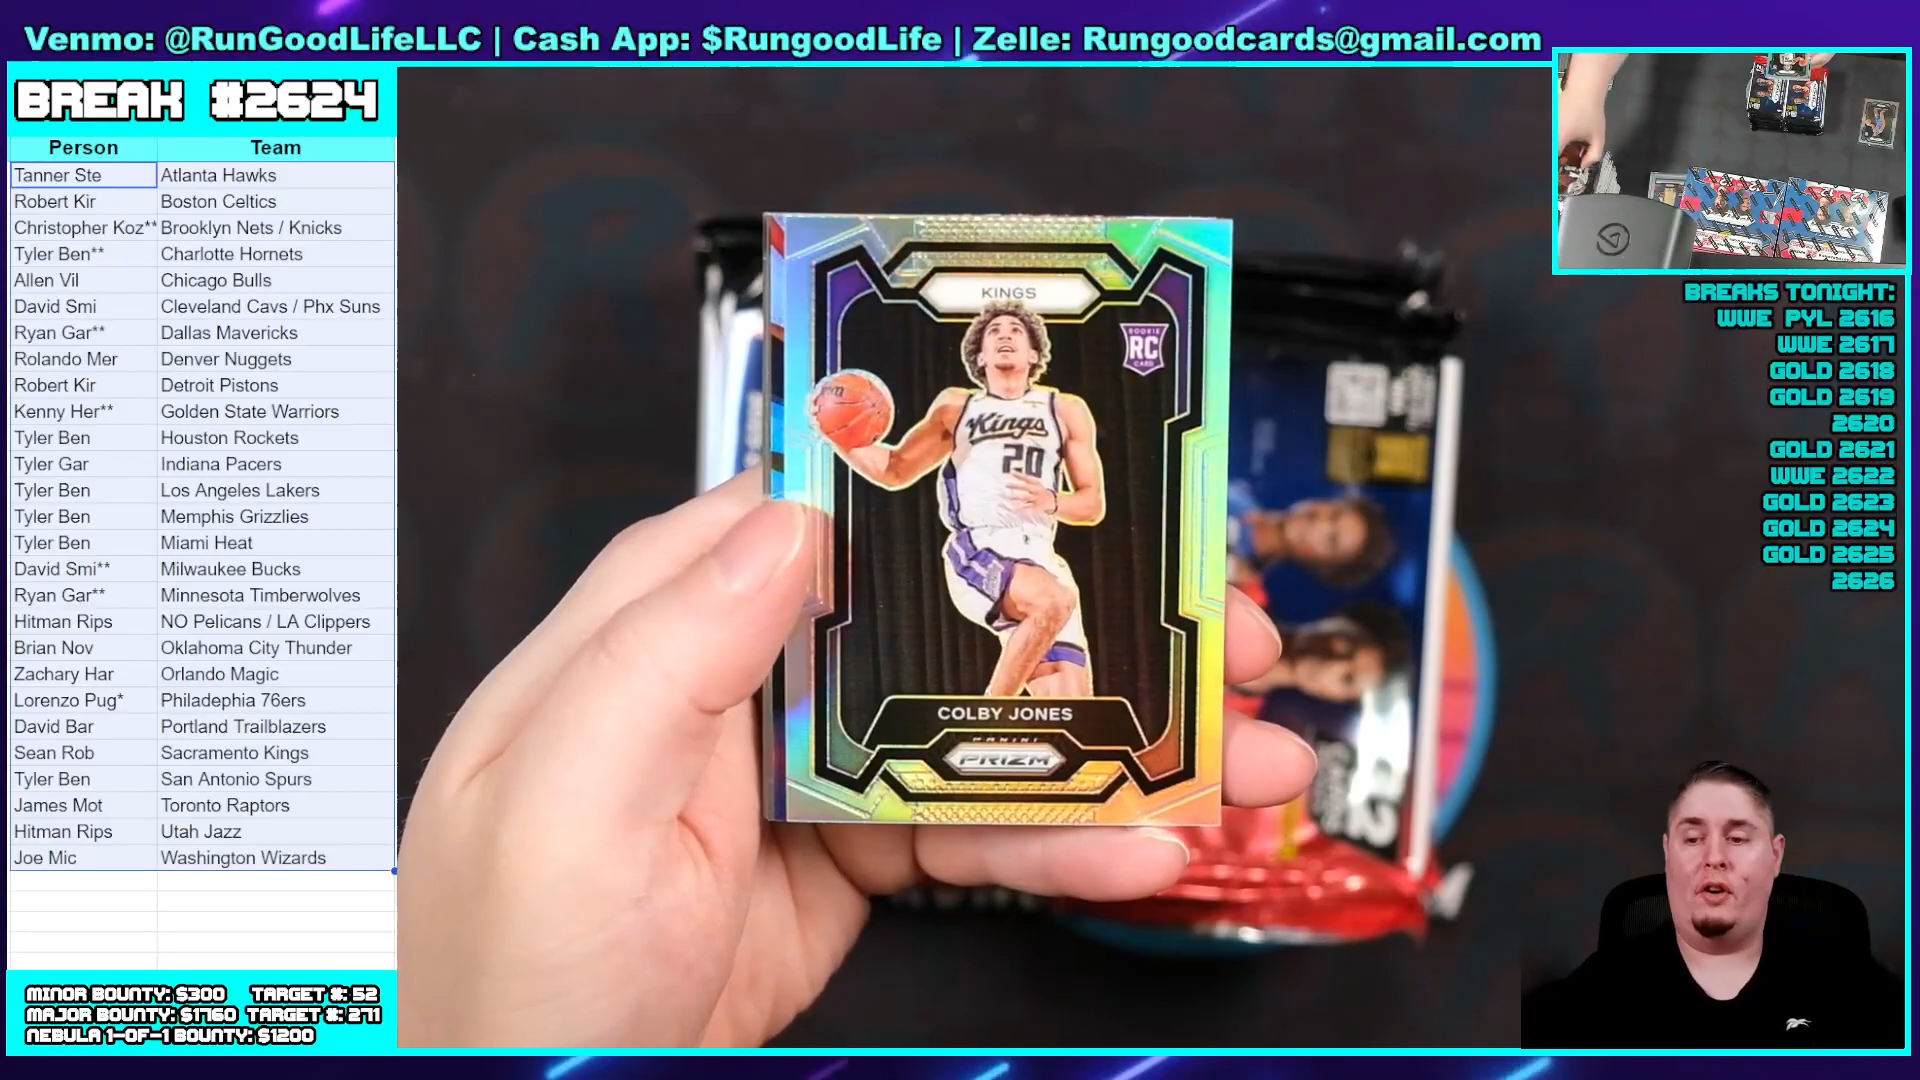 Venmo: @RunGoodLifeLLC | Cash App: $RungoodLife | Zelle: Rungoodcards@gmail.com
BREAK #2624
Person Team
Tanner Ste Atlanta Hawks
Robert Kir Boston Celtics
Christopher Koz** Brooklyn Nets / Knicks
Tyler Ben** Charlotte Hornets
Allen Vil Chicago Bulls
David Smi Cleveland Cavs / Phx Suns
Ryan Gar** Dallas Mavericks
Rolando Mer Denver Nuggets
Robert Kir Detroit Pistons
Kenny Her** Golden State Warriors
Tyler Ben Houston Rockets
Tyler Gar Indiana Pacers
Tyler Ben Los Angeles Lakers
Tyler Ben Memphis Grizzlies
Tyler Ben Miami Heat
David Smi** Milwaukee Bucks
Ryan Gar** Minnesota Timberwolves
Hitman Rips NO Pelicans / LA Clippers
Brian Nov Oklahoma City Thunder
Zachary Har Orlando Magic
Lorenzo Pug* Philadephia 76ers
David Bar Portland Trailblazers
Sean Rob Sacramento Kings
Tyler Ben San Antonio Spurs
James Mot Toronto Raptors
Hitman Rips Utah Jazz
Joe Mic Washington Wizards
MINOR BOUNTY: $300 TARGET #: 52
MAJOR BOUNTY: $1760 TARGET #: 271
NEBULA 1-OF-1 BOUNTY: $1200
KINGS
ROOKIE
RC
CARD
Kings
20
COLBY JONES
PANINI
PRIZM
BREAKS TONIGHT:
WWE PYL 2616
WWE 2617
GOLD 2618
GOLD 2619
2620
GOLD 2621
WWE 2622
GOLD 2623
GOLD 2624
GOLD 2625
2626